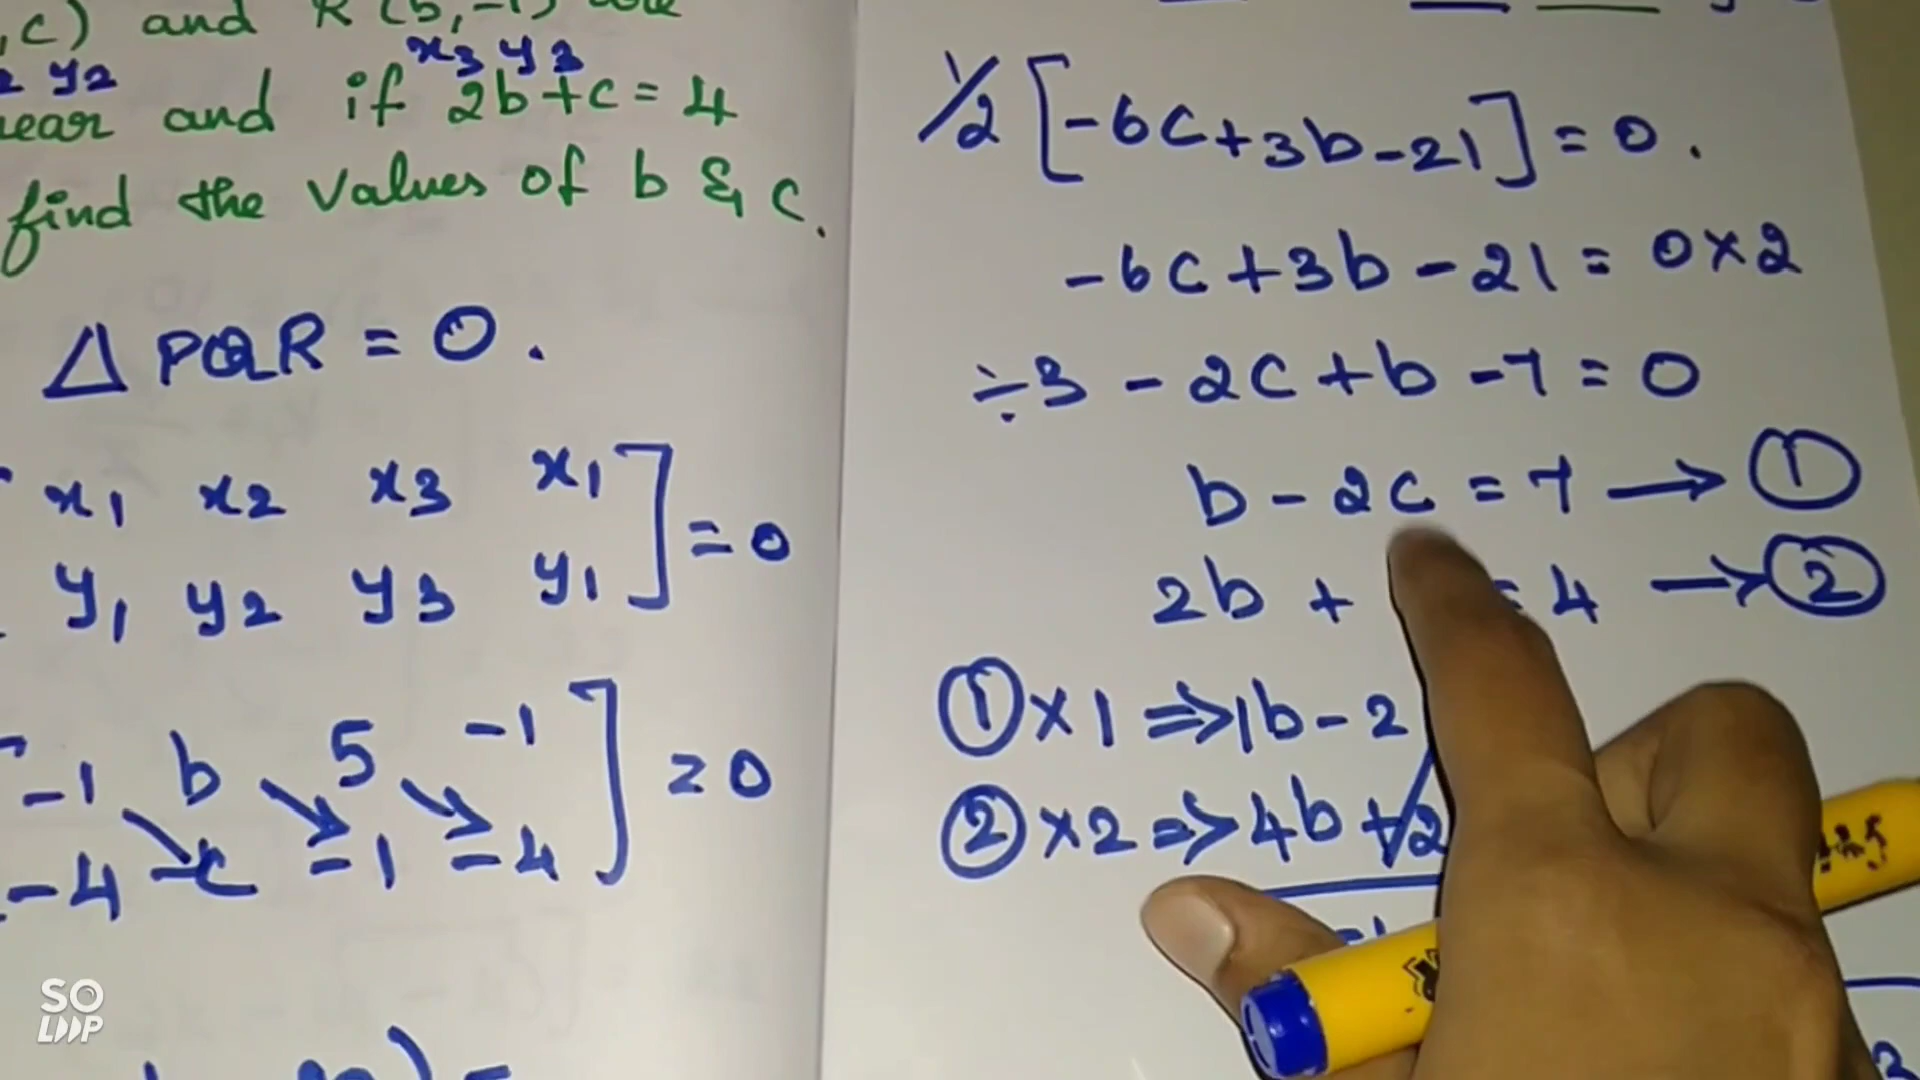 , c) and R (b, -1) are
y2 x3 y3
near and if 2b+c = 4
find the values of b & c.
Δ PQR = 0.
x1 x2 x3 x1
y1 y2 y3 y1 ] = 0
-1 b 5 -1
-4 c -1 -4 ] = 0
1/2 [-6c+3b-21] = 0.
-6c+3b-21 = 0×2
÷3 -2c+b-7 = 0
b-2c = 7 → ①
2b + = 4 → ②
① × 1 ⇒ 1b-2
② × 2 ⇒ 4b+2
SO
LOOP